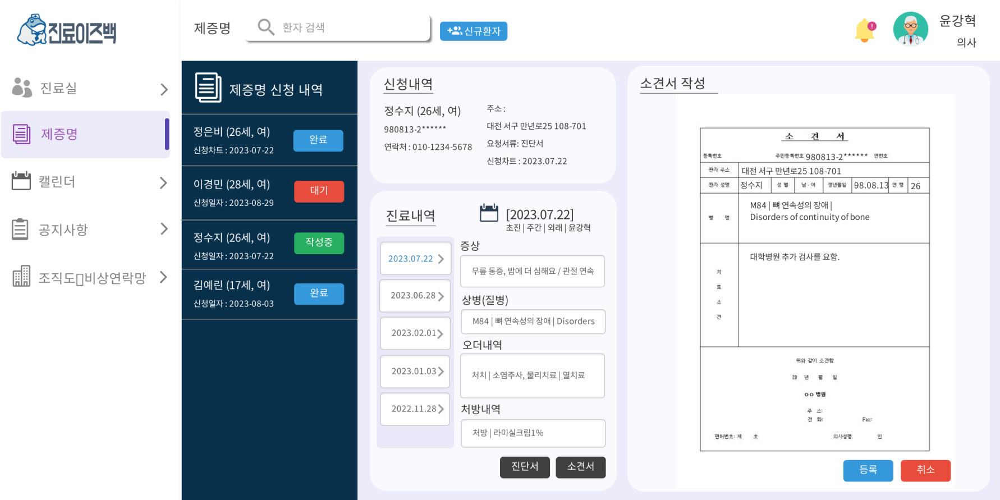 진료이즈백
진료실
제증명
캘린더
공지사항
조직도▯비상연락망
제증명
환자 검색
신규환자
!
윤강혁
의사
제증명 신청 내역
정은비 (26세, 여)
신청차트 : 2023-07-22
완료
이경민 (28세, 여)
신청일자 : 2023-08-29
대기
정수지 (26세, 여)
신청일자 : 2023-07-22
작성중
김예린 (17세, 여)
신청일자 : 2023-08-03
완료
신청내역
정수지 (26세, 여)
980813-2******
연락처 : 010-1234-5678
주소 :
대전 서구 만년로25 108-701
요청서류: 진단서
신청차트 : 2023.07.22
진료내역
[2023.07.22]
초진 | 주간 | 외래 | 윤강혁
2023.07.22
2023.06.28
2023.02.01
2023.01.03
2022.11.28
증상
무릎 통증, 밤에 더 심해요 / 관절 연속
상병(질병)
M84 | 뼈 연속성의 장애 | Disorders
오더내역
처치 | 소염주사, 물리치료 | 열치료
처방내역
처방 | 라미실크림1%
진단서
소견서
소견서 작성
소 견 서
등록번호 주민등록번호 980813-2****** 연번호
환자 주소 대전 서구 만년로25 108-701
환자 성명 정수지 성 별 남 · 여 생년월일 98.08.13 연 령 26
병 명
M84 | 뼈 연속성의 장애 |
Disorders of continuity of bone
치
료
소
견
대학병원 추가 검사를 요함.
위와 같이 소견함
20 년 월 일
o o 병원
주 소:
전 화: Fax:
면허번호: 제 호 의사성명 인
등록
취소